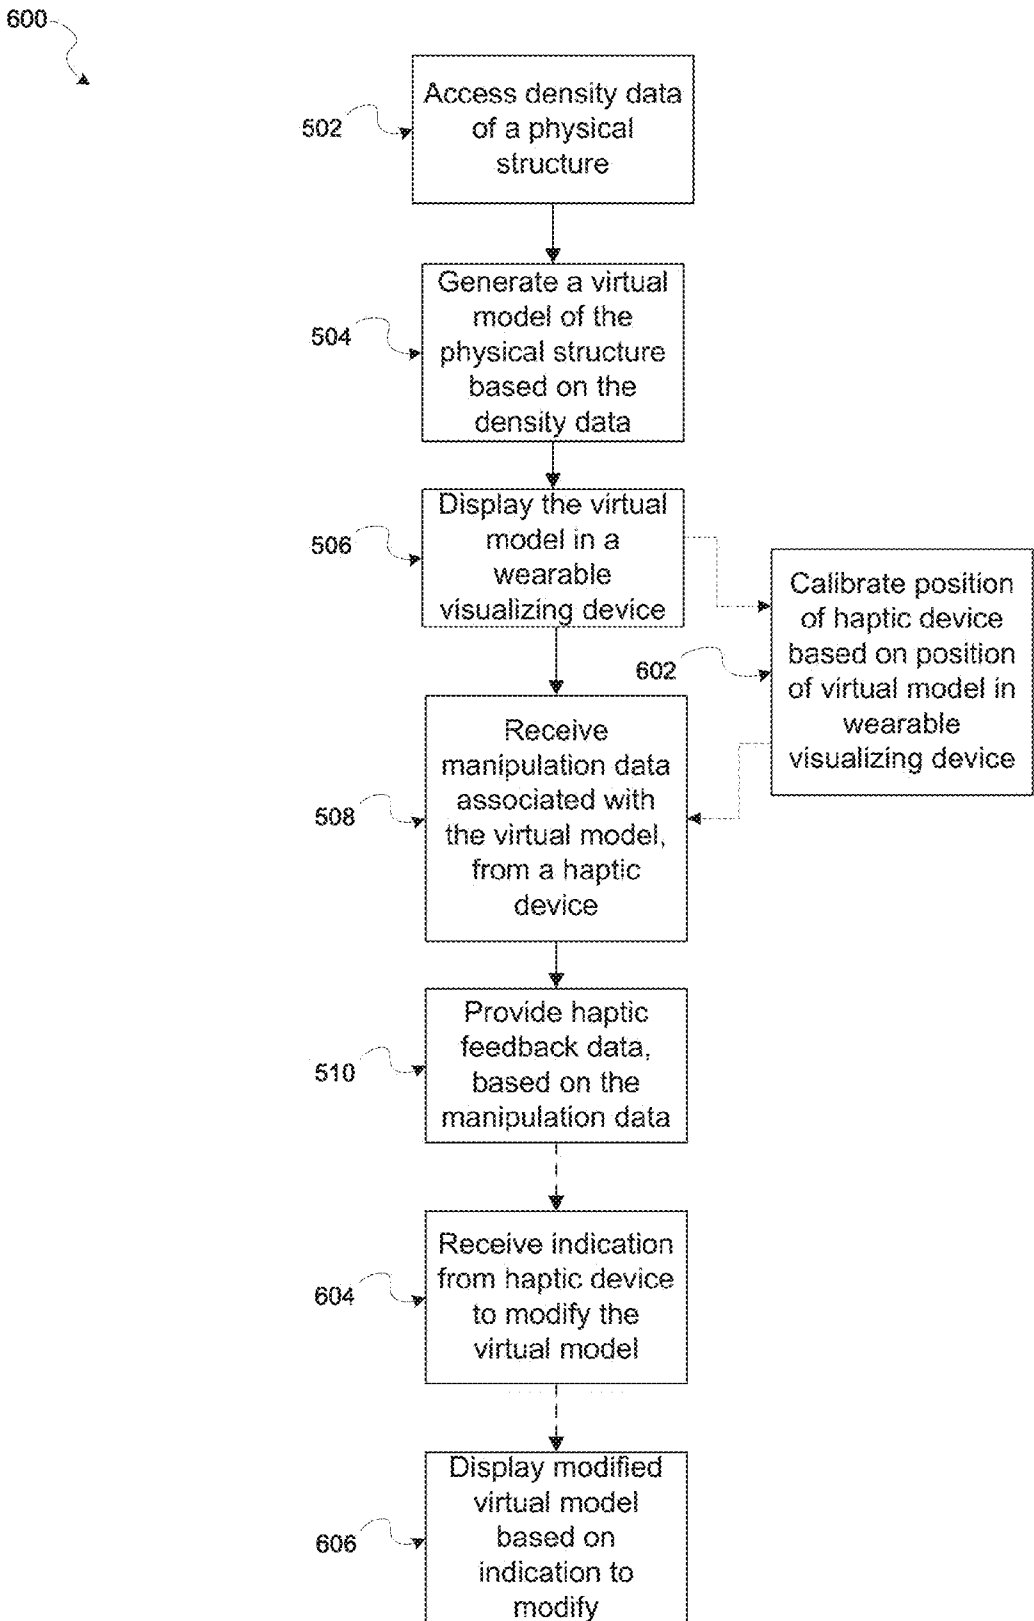 600
502
Access density data
of a physical
structure
504
Generate a virtual
model of the
physical structure
based on the
density data
506
Display the virtual
model in a
wearable
visualizing device
602
Calibrate position
of haptic device
based on position
of virtual model in
wearable
visualizing device
508
Receive
manipulation data
associated with
the virtual model,
from a haptic
device
510
Provide haptic
feedback data,
based on the
manipulation data
604
Receive indication
from haptic device
to modify the
virtual model
606
Display modified
virtual model
based on
indication to
modify